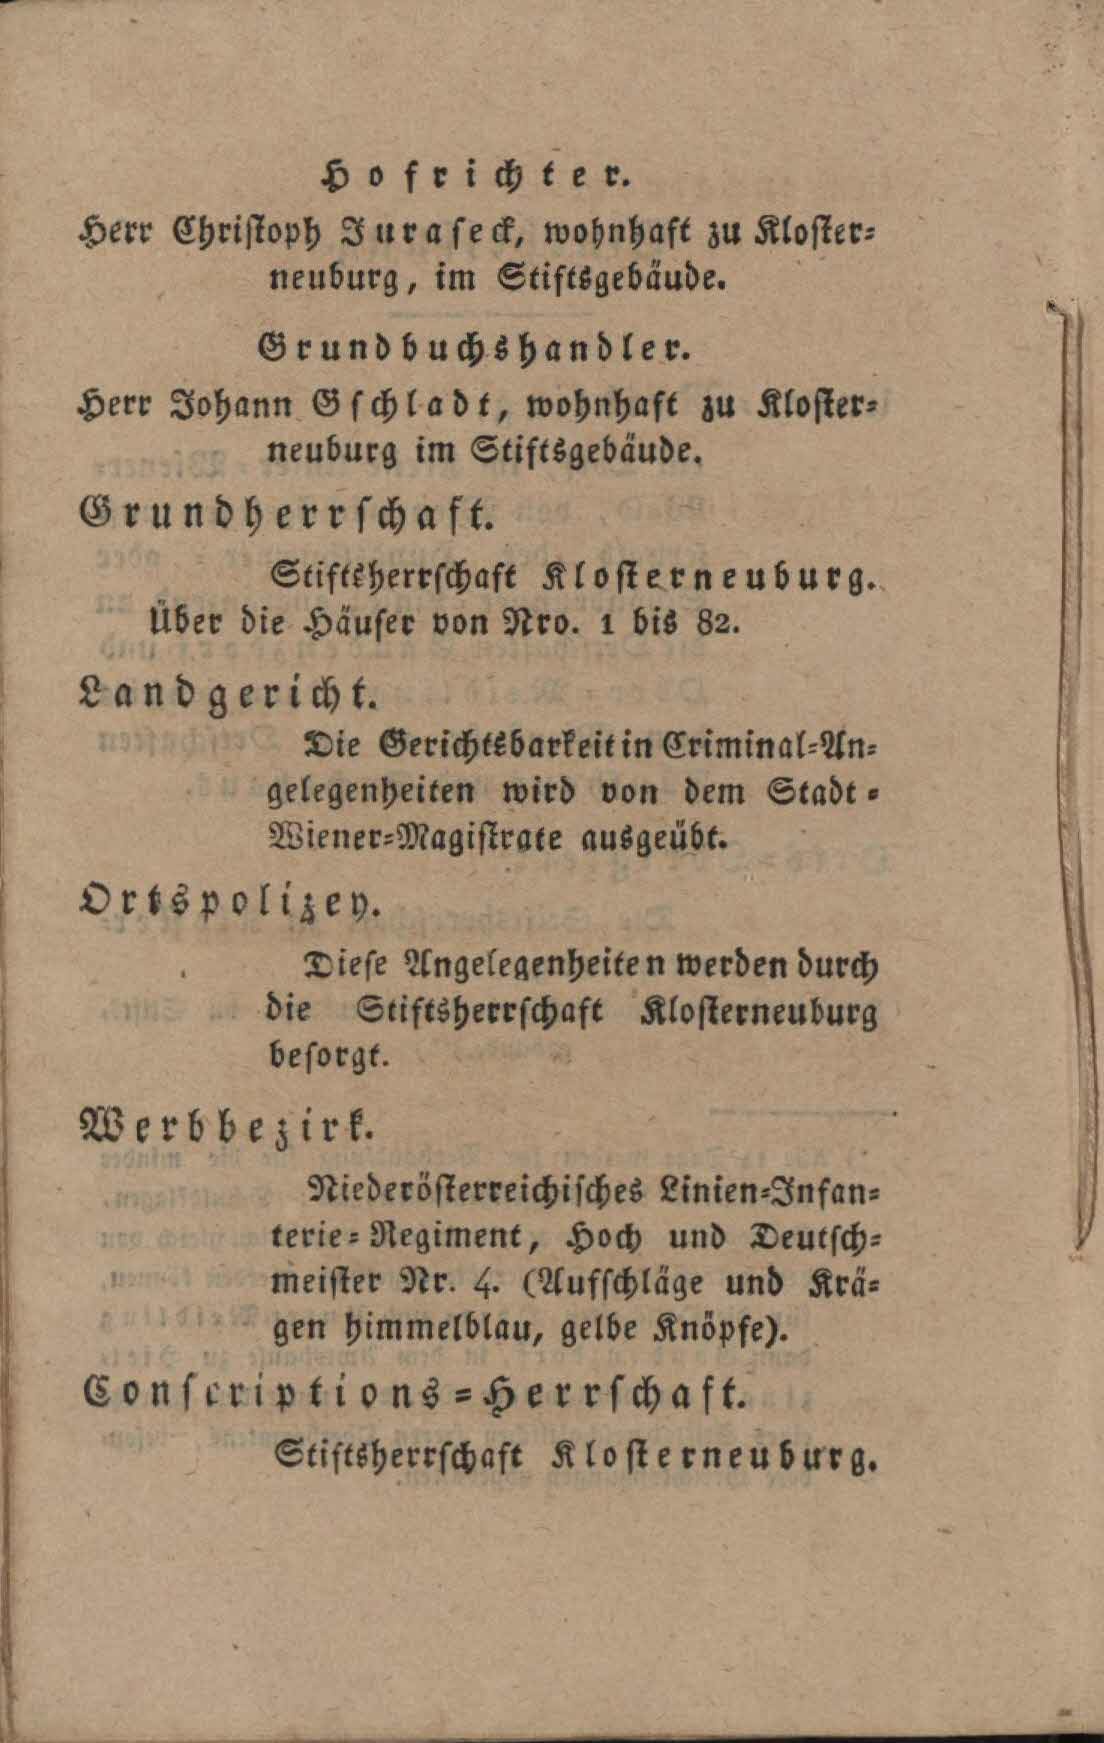 Hofrichter.
Herr Chriſtoph Juraſeck, wohnhaft zu Kloſter=
neuburg, im Stiftsgebäude.
Grundbuchshandler.
Herr Johann Gſchladt, wohnhaft zu Kloſter=
neuburg im Stiftsgebäude.
Grundherrſchaft.
Stiftsherrſchaft Kloſterneuburg.
Über die Häuſer von Nro. 1 bis 82.
Landgericht.
Die Gerichtsbarkeit in Criminal=An=
gelegenheiten wird von dem Stadt=
Wiener=Magiſtrate ausgeübt.
Ortspolizey.
Dieſe Angelegenheiten werden durch
die Stiftsherrſchaft Kloſterneuburg
beſorgt.
Werbbezirk.
Niederöſterreichiſches Linien=Infan=
terie=Regiment, Hoch und Deutſch=
meiſter Nr. 4. (Aufſchläge und Krä=
gen himmelblau, gelbe Knöpfe).
Conſcriptions=Herrſchaft.
Stiftsherrſchaft Kloſterneuburg.